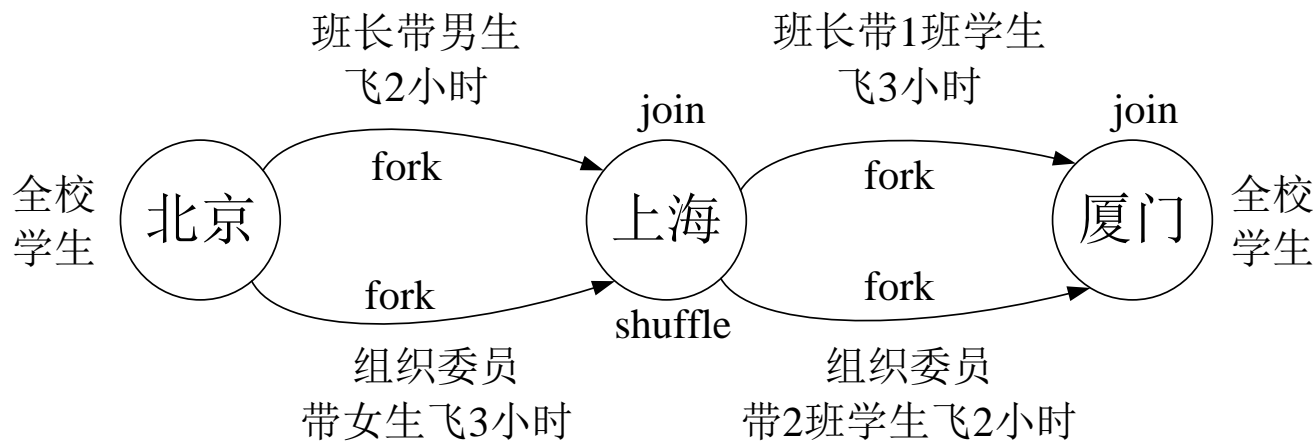 班长带男生
飞2小时
班长带1班学生
飞3小时
join
join
fork
fork
全校
学生
北京
上海
厦门
全校
学生
fork
fork
shuffle
组织委员
带女生飞3小时
组织委员
带2班学生飞2小时